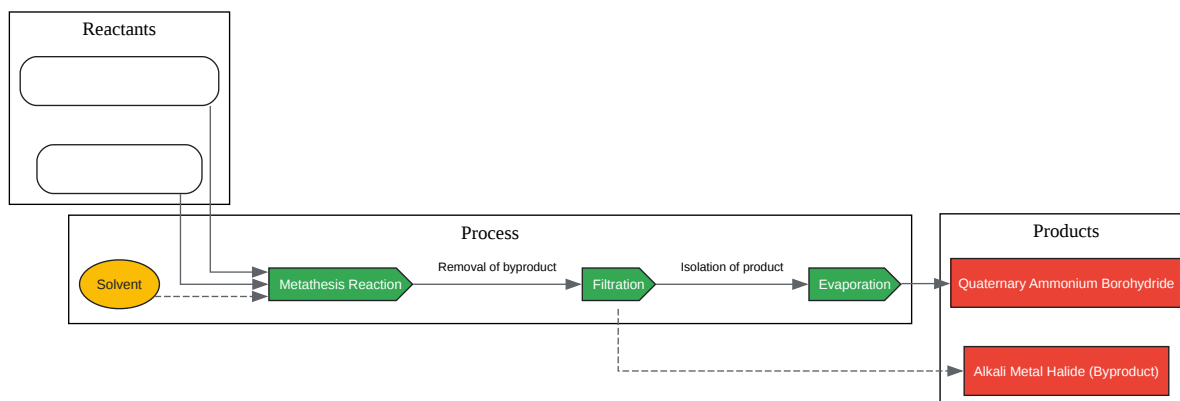 Reactants
Process
Products
Solvent
Metathesis Reaction
Removal of byproduct
Filtration
Isolation of product
Evaporation
Quaternary Ammonium Borohydride
Alkali Metal Halide (Byproduct)